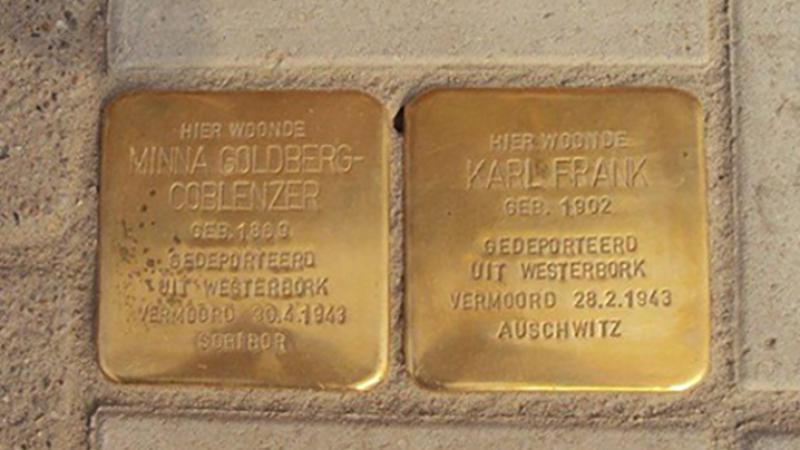 HIER WOONDE
MINNA GOLDBERG-
COBLENZER
GEB.
GEDEPORTEERD
UIT WESTERBORK
VERMOORD 30.4.1943
SOBIBOR
HIER WOONDE
KARL FRANK
GEB. 1902
GEDEPORTEERD
UIT WESTERBORK
VERMOORD 28.2.1943
AUSCHWITZ